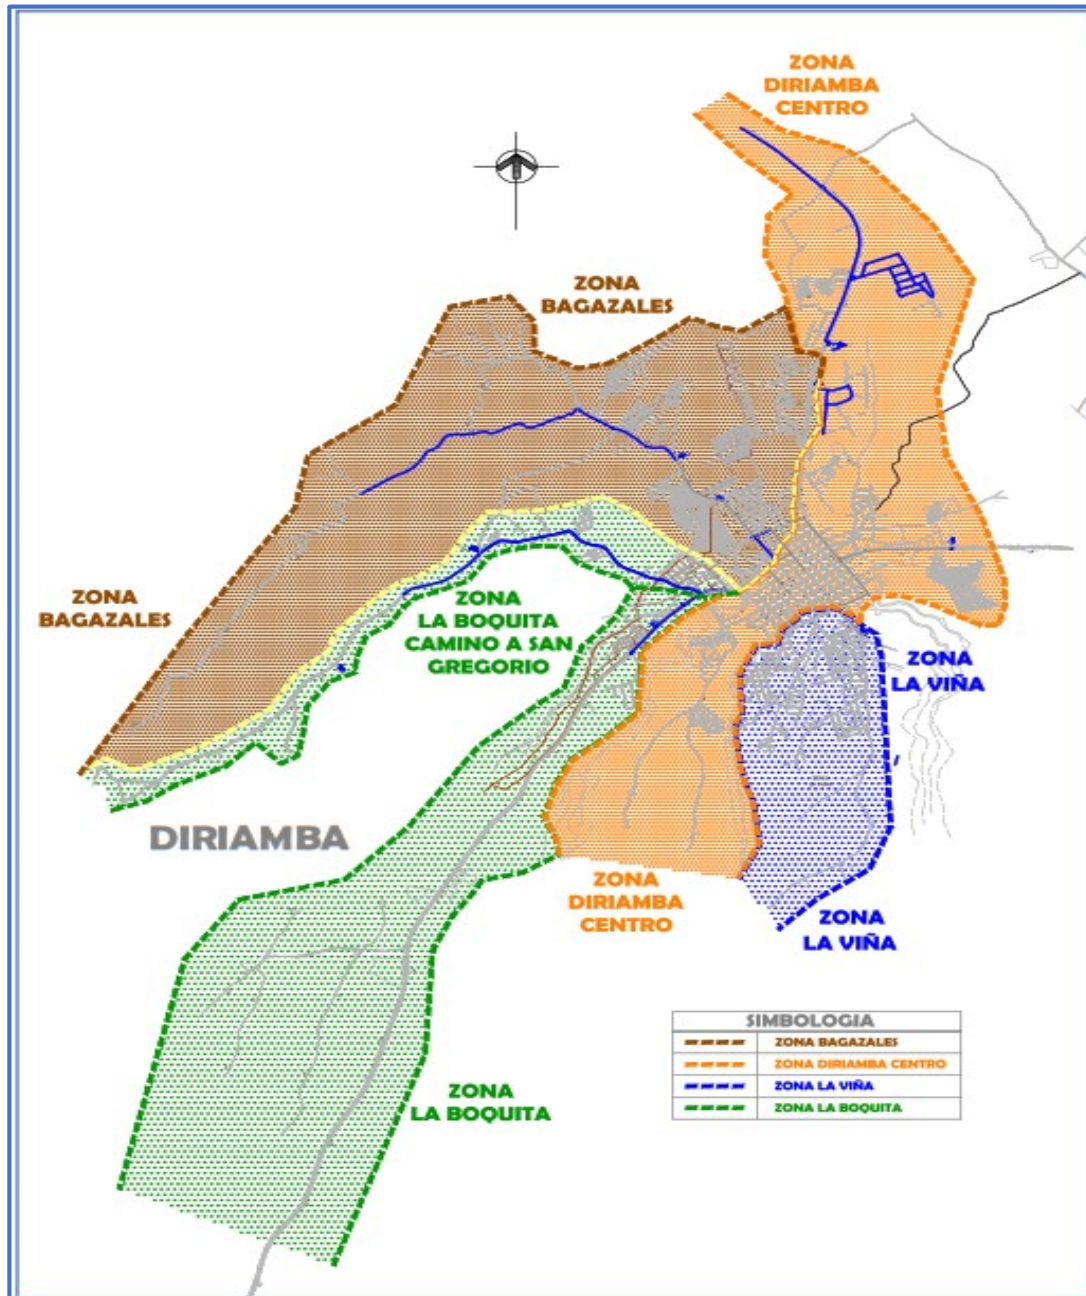 ZONA
DIRIAMBA
CENTRO
ZONA
BAGAZALES
ZONA
BAGAZALES
ZONA
LA BOQUITA
CAMINO A SAN
GREGORIO
ZONA
LA VIÑA
DIRIAMBA
ZONA
DIRIAMBA
CENTRO
ZONA
LA VIÑA
SIMBOLOGIA
ZONA BAGAZALES
ZONA DIRIAMBA CENTRO
ZONA LA VIÑA
ZONA LA BOQUITA
ZONA
LA BOQUITA